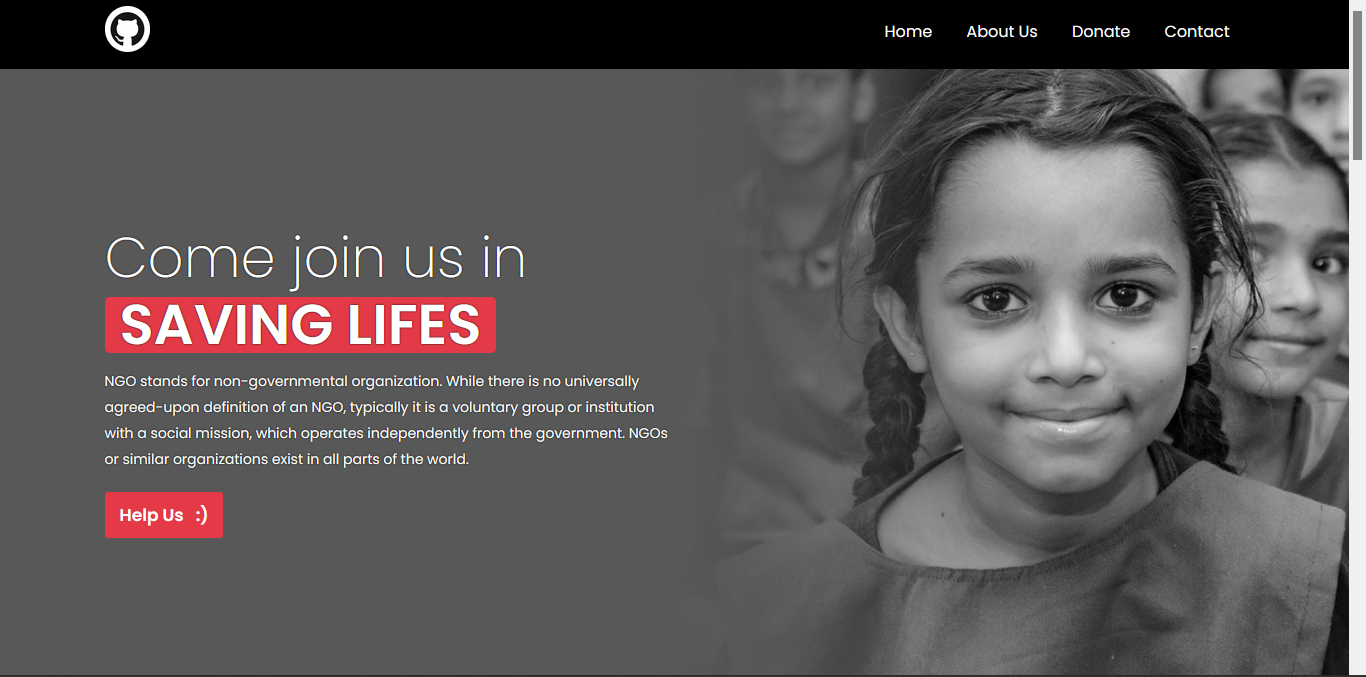 Home About Us Donate Contact
Come join us in
SAVING LIFES
NGO stands for non-governmental organization. While there is no universally
agreed-upon definition of an NGO, typically it is a voluntary group or institution
with a social mission, which operates independently from the government. NGOs
or similar organizations exist in all parts of the world.
Help Us :)